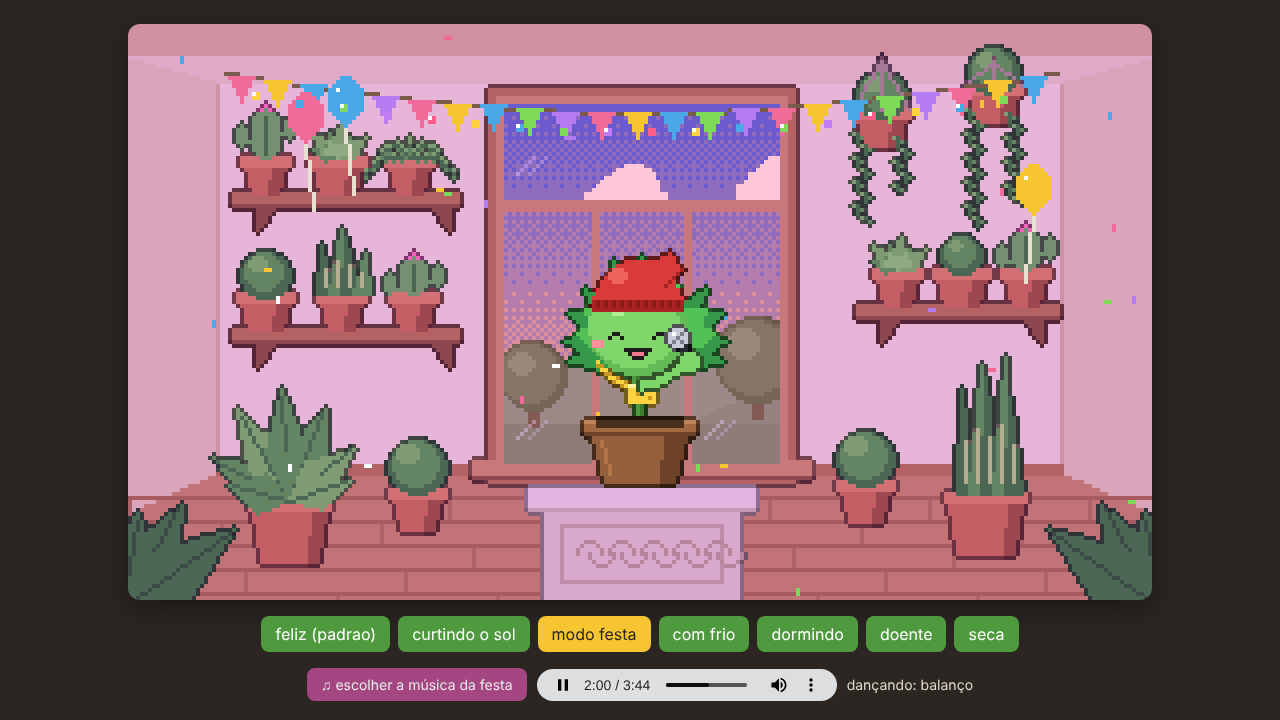 feliz (padrao)
curtindo o sol
modo festa
com frio
dormindo
doente
seca
♫ escolher a música da festa
2:00 / 3:44
dançando: balanço